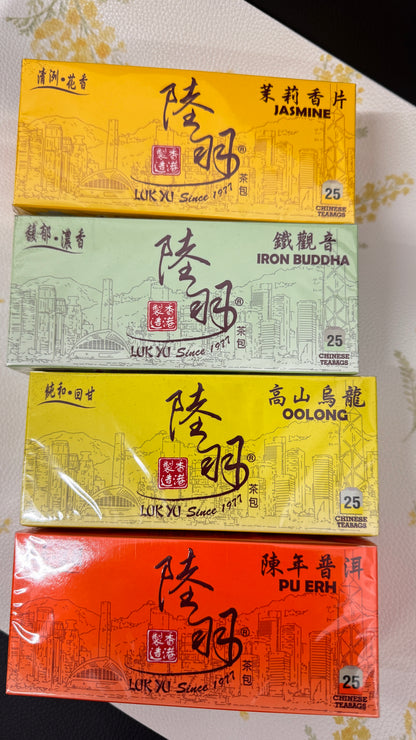 清洌•花香
陸羽®
茶包
香港
製造
LUK YU Since 1977
茉莉香片
JASMINE
25
CHINESE
TEABAGS
馥郁•濃香
陸羽®
茶包
香港
製造
LUK YU Since 1977
鐵觀音
IRON BUDDHA
25
CHINESE
TEABAGS
純和•回甘
陸羽®
茶包
香港
製造
LUK YU Since 1977
高山烏龍
OOLONG
25
CHINESE
TEABAGS
陸羽®
茶包
香港
製造
LUK YU Since 1977
陳年普洱
PU ERH
25
CHINESE
TEABAGS